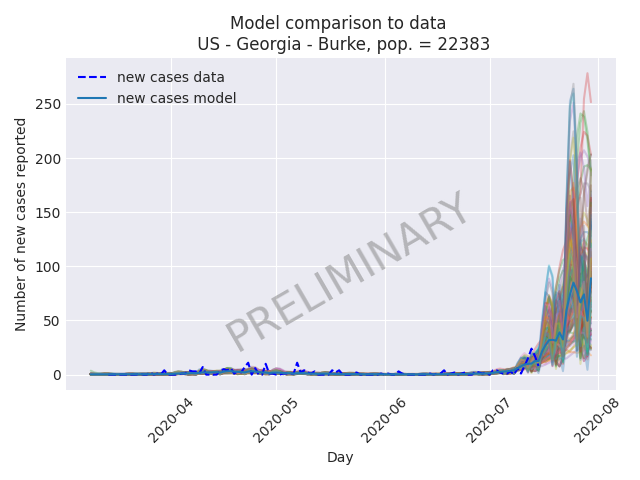 Model comparison to data
US - Georgia - Burke, pop. = 22383
new cases data
new cases model
Number of new cases reported
250
200
150
100
50
0
PRELIMINARY
2020-04
2020-05
2020-06
2020-07
2020-08
Day